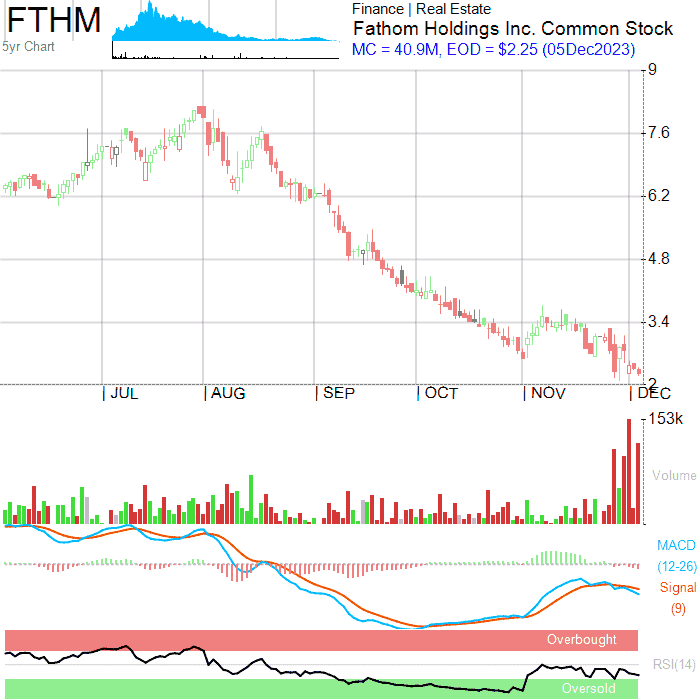 FTHM
5yr Chart
Finance | Real Estate
Fathom Holdings Inc. Common Stock
MC = 40.9M, EOD = $2.25 (05Dec2023)
9
7.6
6.2
4.8
3.4
2
| JUL | AUG | SEP | OCT | NOV | DEC
153k
Volume
MACD
(12-26)
Signal
(9)
Overbought
RSI(14)
Oversold